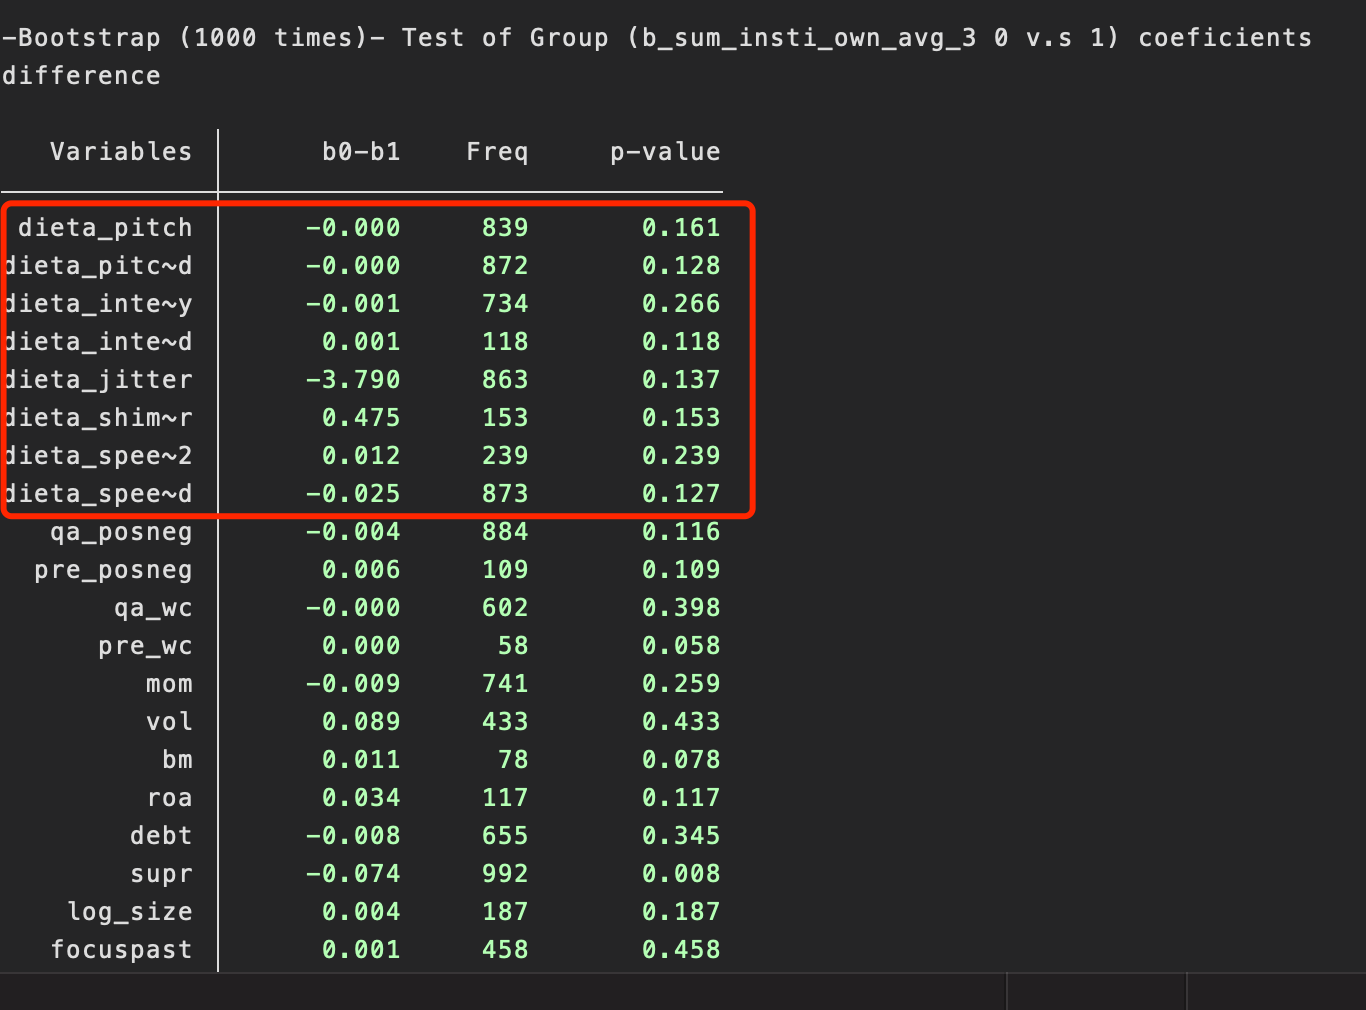 -Bootstrap (1000 times)- Test of Group (b_sum_insti_own_avg_3 0 v.s 1) coeficients
difference
Variables b0-b1 Freq p-value
dieta_pitch -0.000 839 0.161
dieta_pitc~d -0.000 872 0.128
dieta_inte~y -0.001 734 0.266
dieta_inte~d 0.001 118 0.118
dieta_jitter -3.790 863 0.137
dieta_shim~r 0.475 153 0.153
dieta_spee~2 0.012 239 0.239
dieta_spee~d -0.025 873 0.127
qa_posneg -0.004 884 0.116
pre_posneg 0.006 109 0.109
qa_wc -0.000 602 0.398
pre_wc 0.000 58 0.058
mom -0.009 741 0.259
vol 0.089 433 0.433
bm 0.011 78 0.078
roa 0.034 117 0.117
debt -0.008 655 0.345
supr -0.074 992 0.008
log_size 0.004 187 0.187
focuspast 0.001 458 0.458